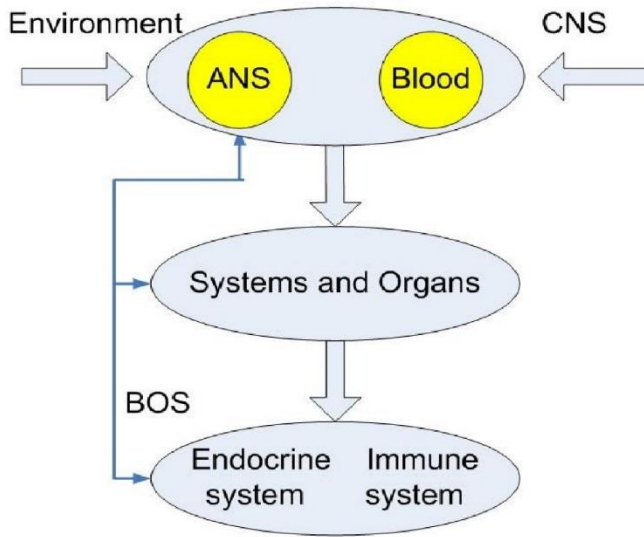 Environment
CNS
ANS
Blood
Systems and Organs
BOS
Endocrine
system
Immune
system